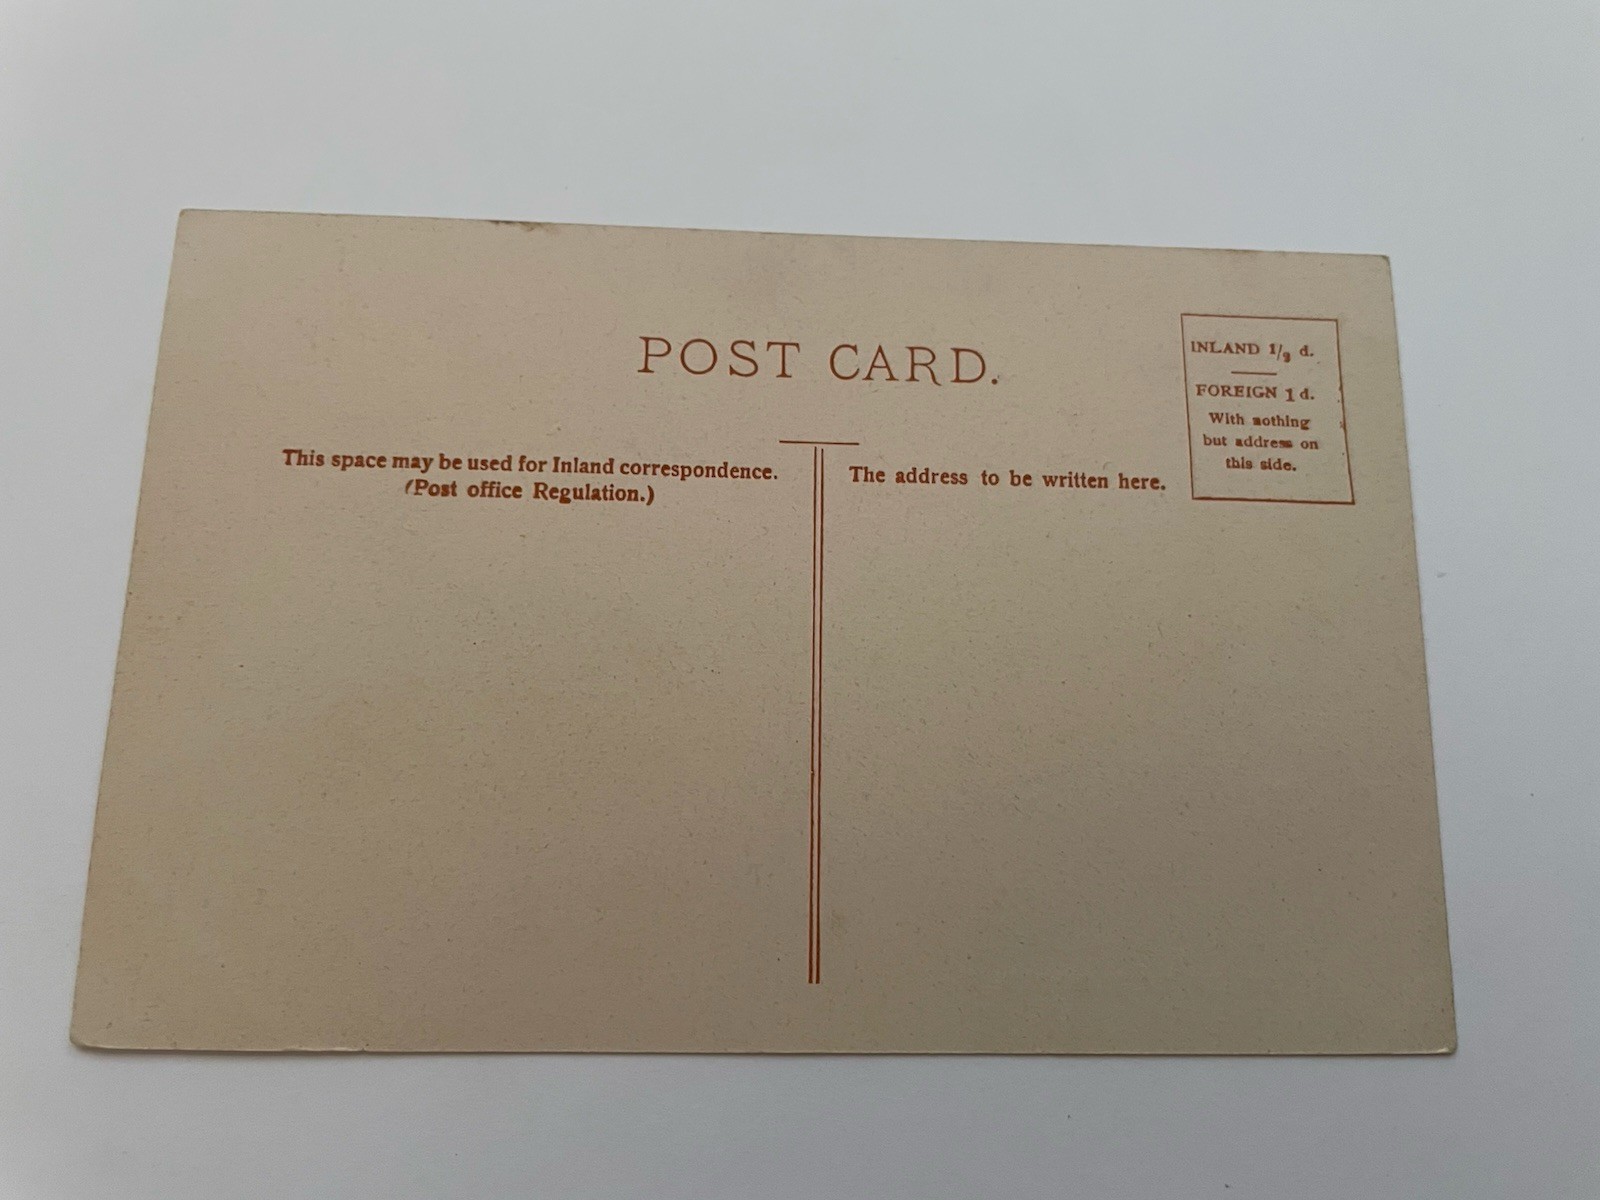 POST CARD.
INLAND 1/2 d.
FOREIGN 1 d.
With nothing
but address on
this side.
This space may be used for Inland correspondence.
(Post office Regulation.)
The address to be written here.